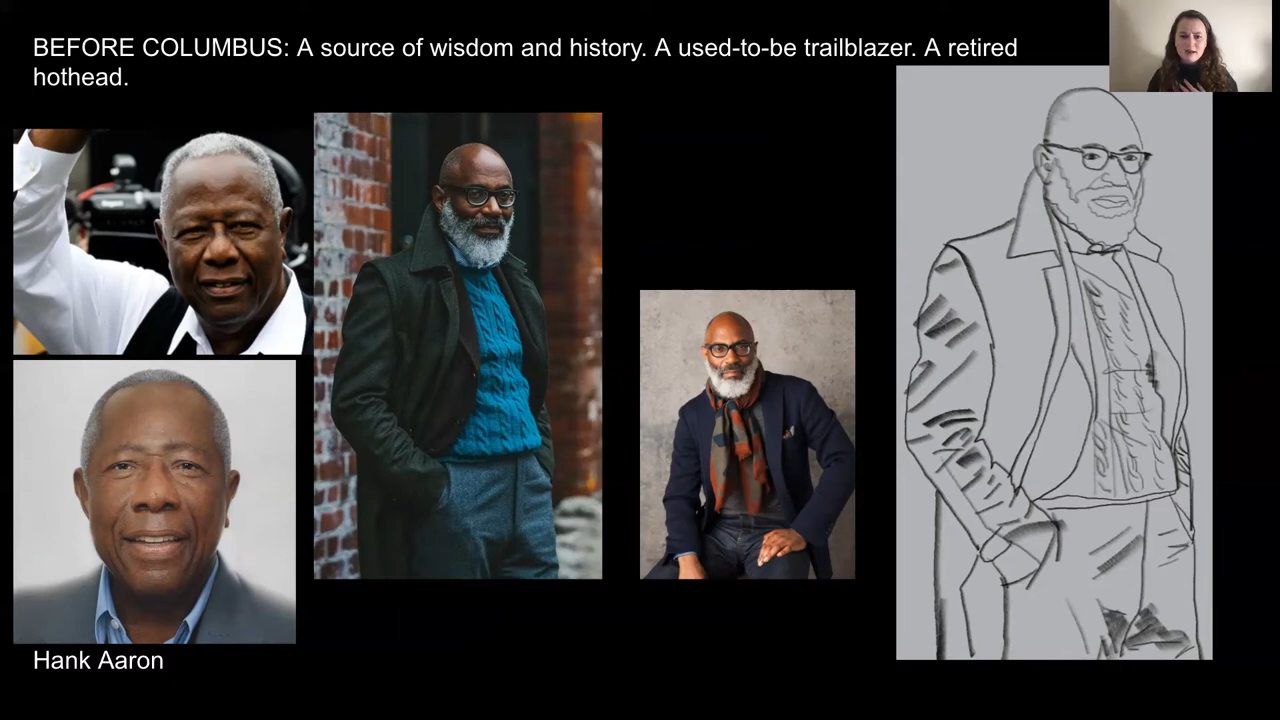 BEFORE COLUMBUS: A source of wisdom and history. A used-to-be trailblazer. A retired
hothead.
Hank Aaron